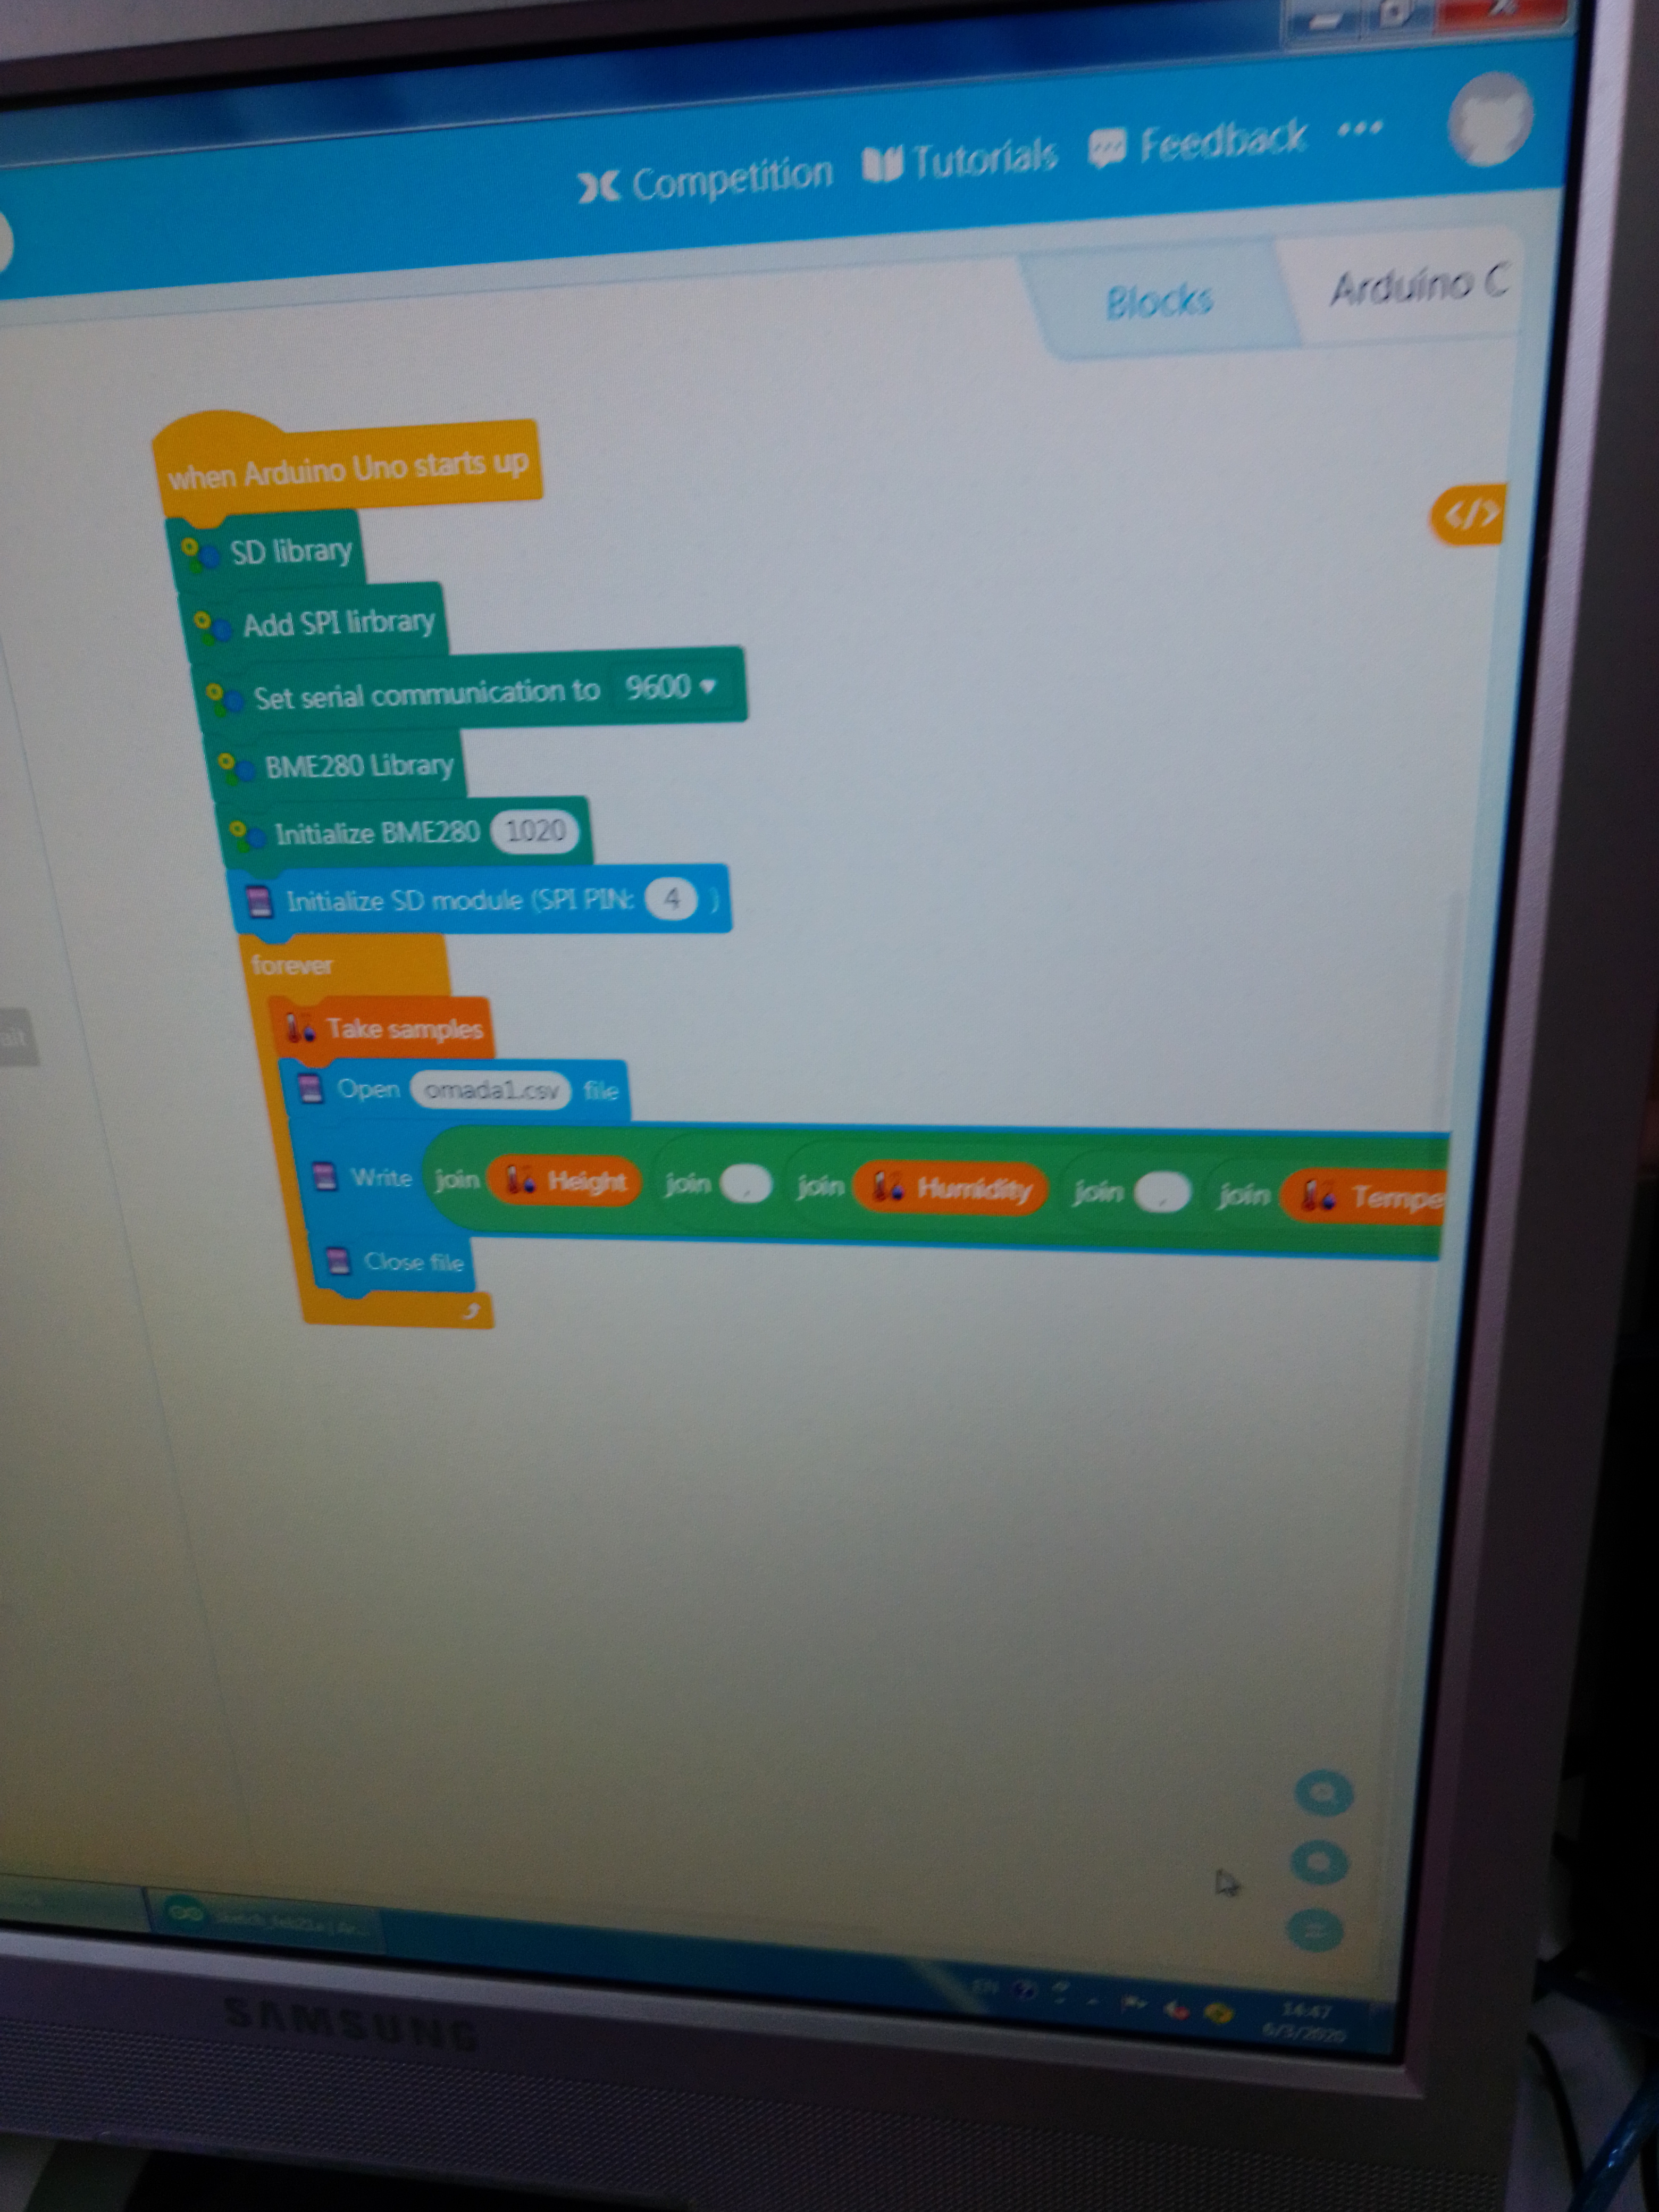 Competition Tutorials Feedback •••
Blocks Arduino C
when Arduino Uno starts up
</>
SD library
Add SPI lirbrary
Set serial communication to 9600
BME280 Library
Initialize BME280 1020
Initialize SD module (SPI PIN: 4 )
forever
Take samples
Open omada1.csv file
Write join Height join , join Humidity join , join Tempe
Close file
EN
14:47
6/3/2020
SAMSUNG